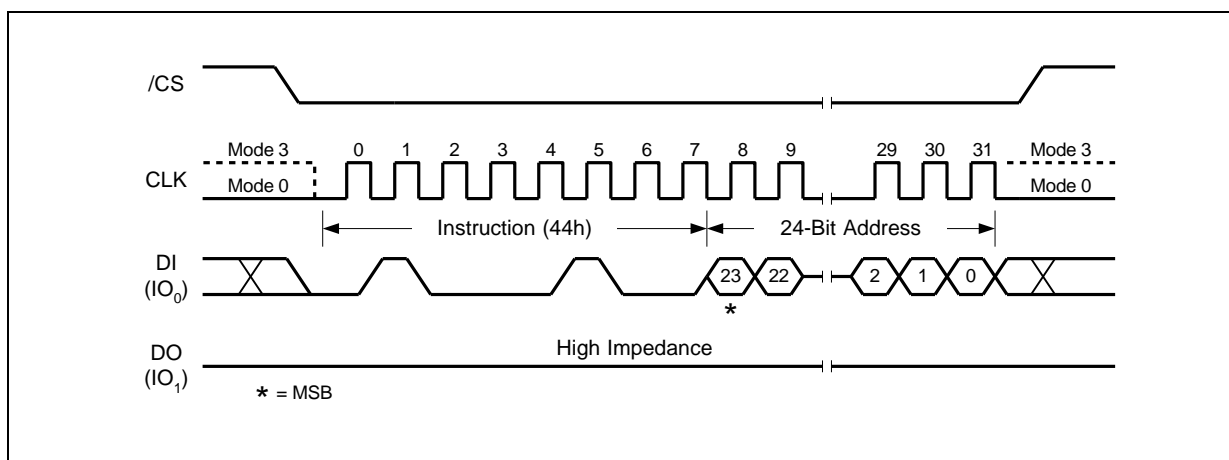 /CS
Mode 3 0 1 2 3 4 5 6 7 8 9 29 30 31 Mode 3
CLK
Mode 0 Mode 0
Instruction (44h) 24-Bit Address
DI
(IO0)
23 22 2 1 0
*
High Impedance
DO
(IO1)
* = MSB